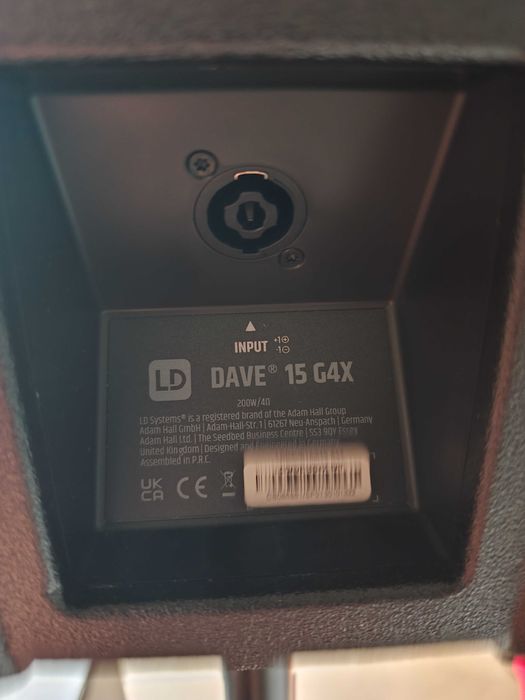 INPUT +1⊕
-1⊖
LD DAVE® 15 G4X
200W/4Ω
LD Systems® is a registered brand of the Adam Hall Group
Adam Hall GmbH | Adam-Hall-Str. 1 | 61267 Neu-Anspach | Germany
Adam Hall Ltd. | The Seedbed Business Centre | SS3 9QY Essex
United Kingdom | Designed and
Assembled in P.R.C.
UK
CA CE